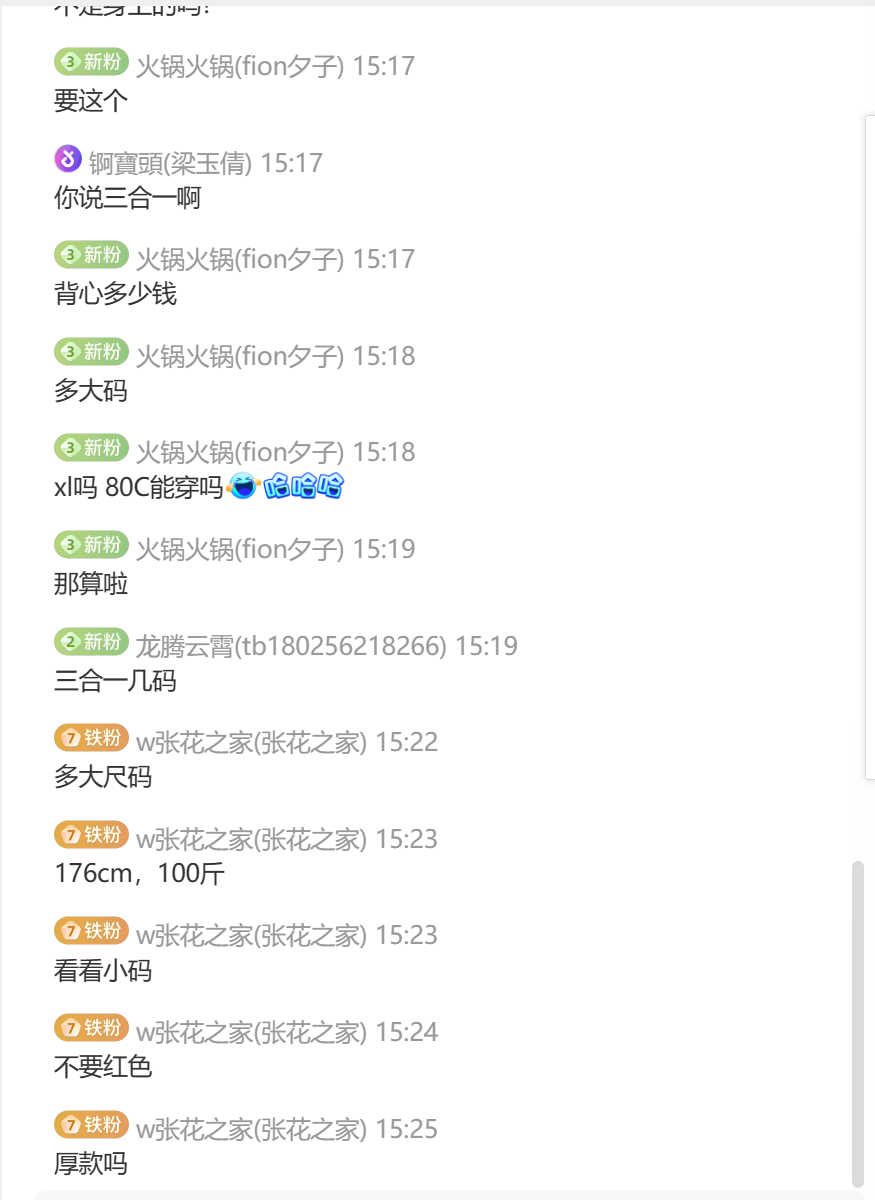 3 新粉 火锅火锅(fion夕子) 15:17
要这个
锕寶頭(梁玉倩) 15:17
你说三合一啊
3 新粉 火锅火锅(fion夕子) 15:17
背心多少钱
3 新粉 火锅火锅(fion夕子) 15:18
多大码
3 新粉 火锅火锅(fion夕子) 15:18
xl吗 80C能穿吗哈哈哈
3 新粉 火锅火锅(fion夕子) 15:19
那算啦
2 新粉 龙腾云霄(tb180256218266) 15:19
三合一几码
7 铁粉 w张花之家(张花之家) 15:22
多大尺码
7 铁粉 w张花之家(张花之家) 15:23
176cm，100斤
7 铁粉 w张花之家(张花之家) 15:23
看看小码
7 铁粉 w张花之家(张花之家) 15:24
不要红色
7 铁粉 w张花之家(张花之家) 15:25
厚款吗